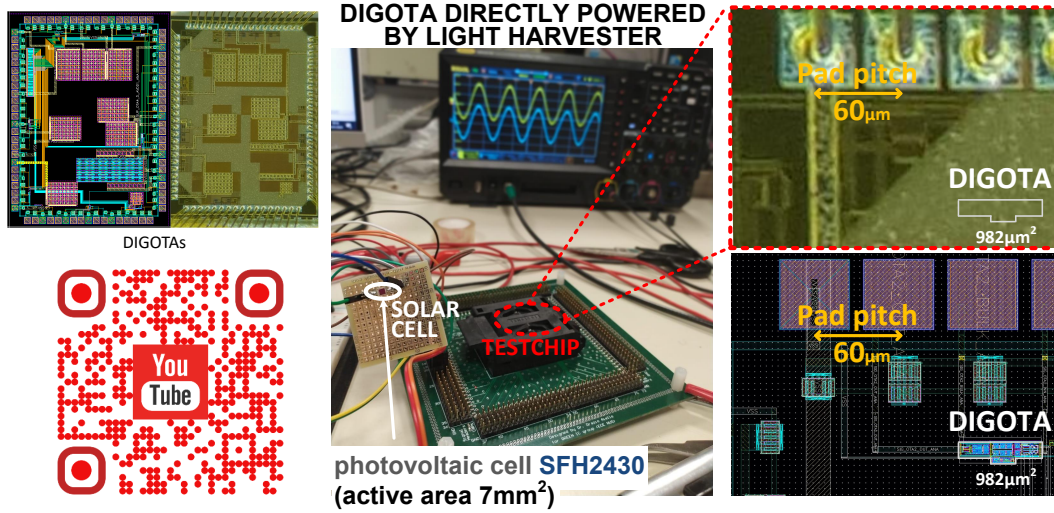 DIGOTA DIRECTLY POWERED
BY LIGHT HARVESTER
DIGOTAs
You
Tube
SOLAR
CELL
TESTCHIP
photovoltaic cell SFH2430
(active area 7mm²)
Pad pitch
60μm
DIGOTA
982μm²
Pad pitch
60μm
DIGOTA
982μm²